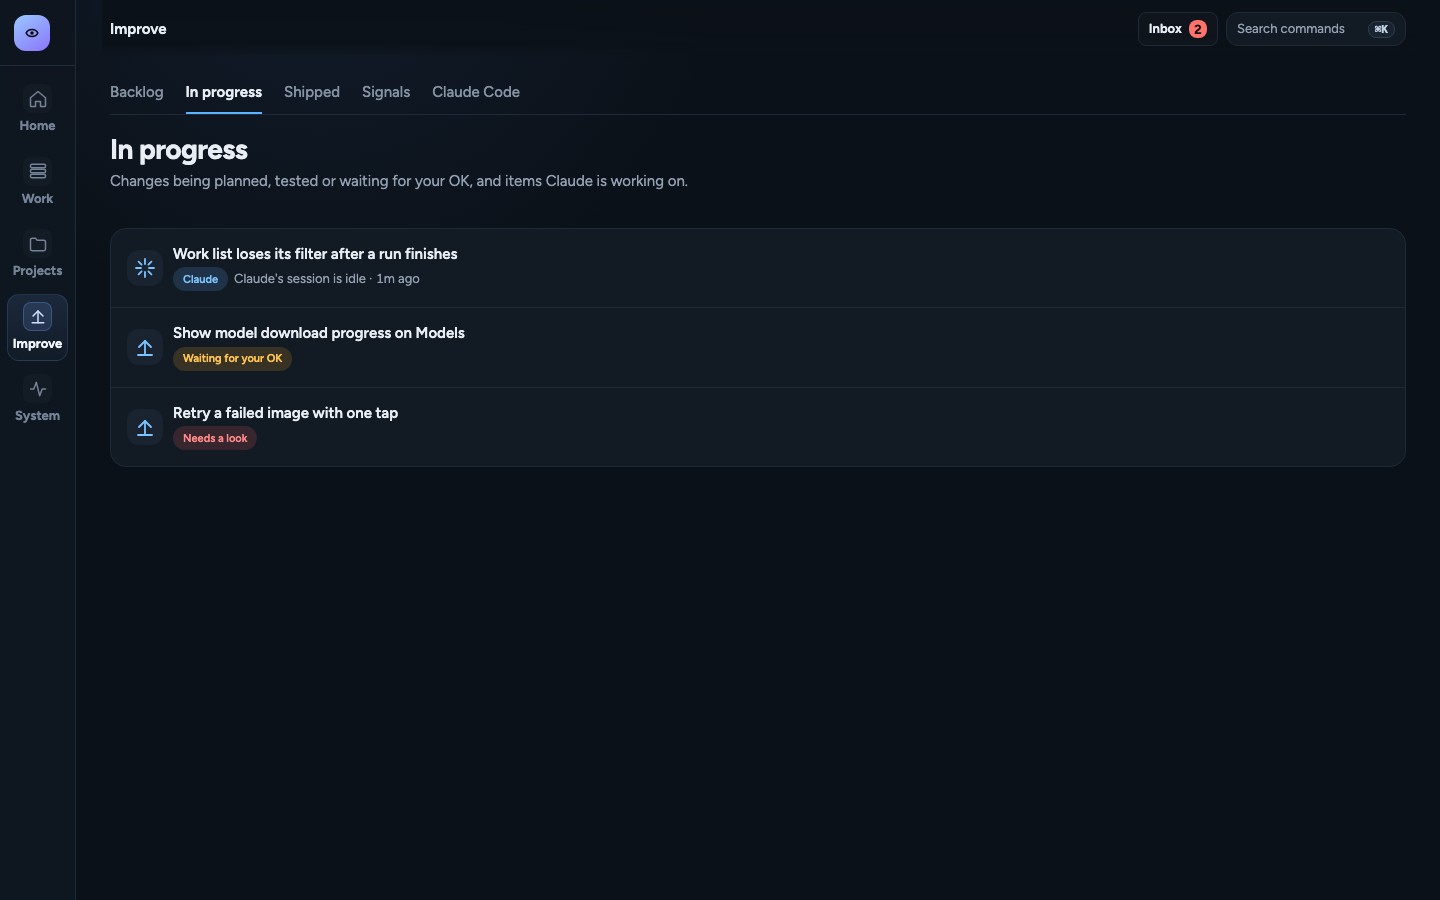 Improve
Inbox 2
Search commands ⌘K
Backlog In progress Shipped Signals Claude Code
In progress
Changes being planned, tested or waiting for your OK, and items Claude is working on.
Home
Work
Projects
Improve
System
Work list loses its filter after a run finishes
Claude Claude's session is idle · 1m ago
Show model download progress on Models
Waiting for your OK
Retry a failed image with one tap
Needs a look